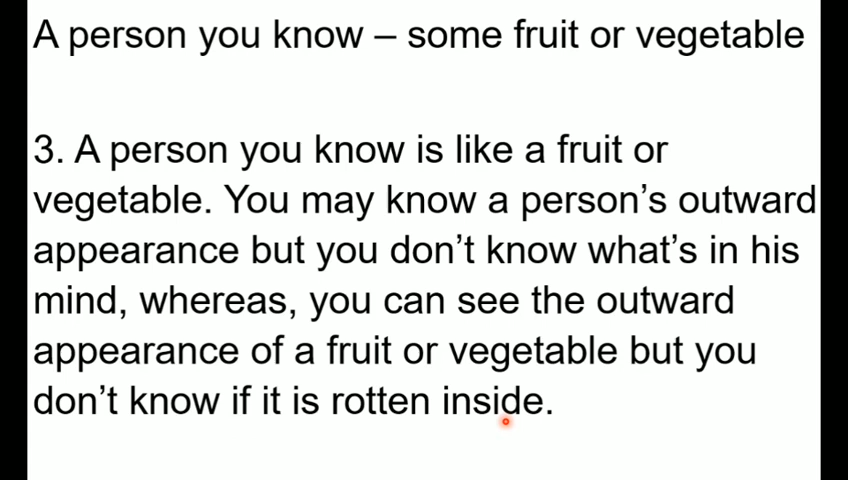 A person you know – some fruit or vegetable
3. A person you know is like a fruit or
vegetable. You may know a person’s outward
appearance but you don’t know what’s in his
mind, whereas, you can see the outward
appearance of a fruit or vegetable but you
don’t know if it is rotten inside.